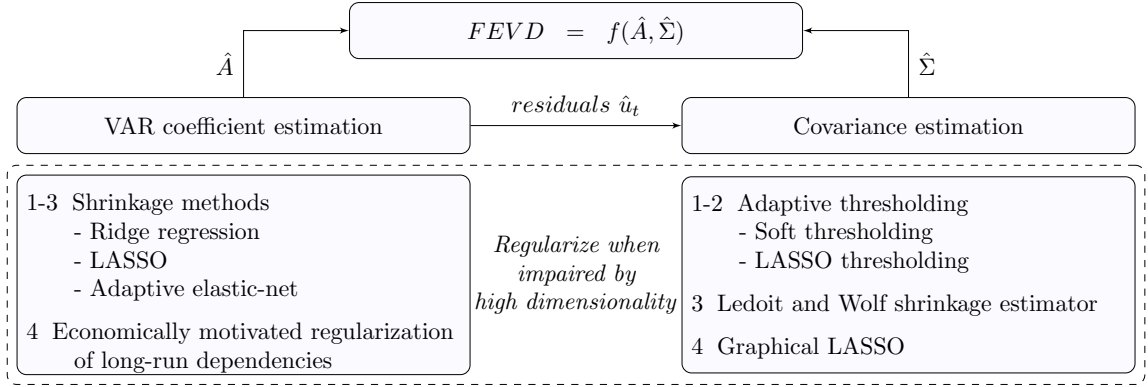 FEVD = f(Â, Σ̂)
Â
Σ̂
VAR coefficient estimation
residuals û_t
Covariance estimation
1-3 Shrinkage methods
- Ridge regression
- LASSO
- Adaptive elastic-net
4 Economically motivated regularization
of long-run dependencies
Regularize when
impaired by
high dimensionality
1-2 Adaptive thresholding
- Soft thresholding
- LASSO thresholding
3 Ledoit and Wolf shrinkage estimator
4 Graphical LASSO